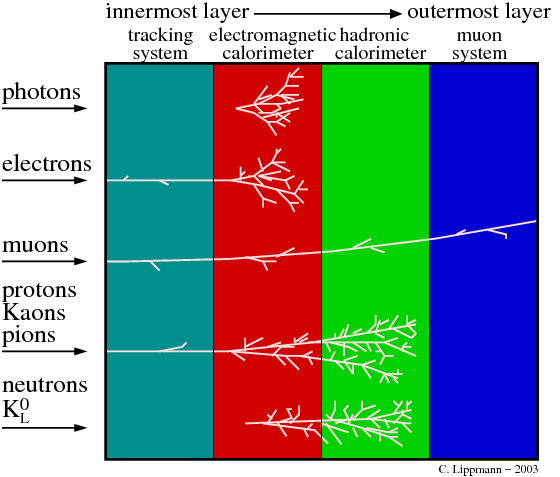 innermost layer outermost layer
tracking system electromagnetic calorimeter hadronic calorimeter muon system
photons
electrons
muons
protons
Kaons
pions
neutrons
K⁰L
C. Lippmann – 2003